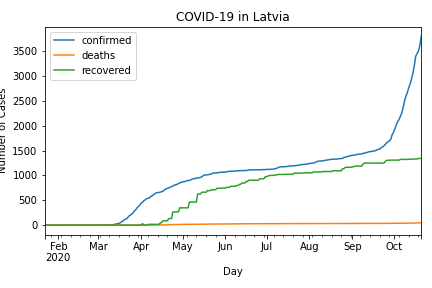 COVID-19 in Latvia
confirmed
deaths
recovered
3500
3000
2500
2000
1500
1000
500
0
Number of Cases
Feb Mar Apr May Jun Jul Aug Sep Oct
2020
Day